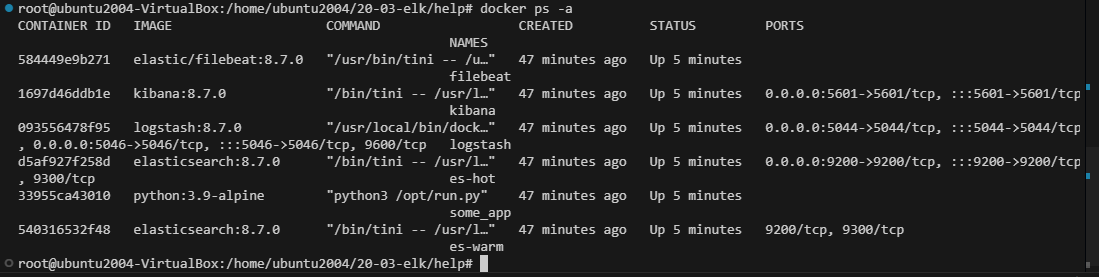 root@ubuntu2004-VirtualBox:/home/ubuntu2004/20-03-elk/help# docker ps -a
CONTAINER ID   IMAGE                    COMMAND                  CREATED          STATUS         PORTS
NAMES
584449e9b271   elastic/filebeat:8.7.0   "/usr/bin/tini -- /u…"   47 minutes ago   Up 5 minutes
filebeat
1697d46ddb1e   kibana:8.7.0             "/bin/tini -- /usr/l…"   47 minutes ago   Up 5 minutes   0.0.0.0:5601->5601/tcp, :::5601->5601/tcp
kibana
093556478f95   logstash:8.7.0           "/usr/local/bin/dock…"   47 minutes ago   Up 5 minutes   0.0.0.0:5044->5044/tcp, :::5044->5044/tcp
, 0.0.0.0:5046->5046/tcp, :::5046->5046/tcp, 9600/tcp   logstash
d5af927f258d   elasticsearch:8.7.0      "/bin/tini -- /usr/l…"   47 minutes ago   Up 5 minutes   0.0.0.0:9200->9200/tcp, :::9200->9200/tcp
, 9300/tcp                                              es-hot
33955ca43010   python:3.9-alpine        "python3 /opt/run.py"    47 minutes ago   Up 5 minutes
some_app
540316532f48   elasticsearch:8.7.0      "/bin/tini -- /usr/l…"   47 minutes ago   Up 5 minutes   9200/tcp, 9300/tcp
es-warm
root@ubuntu2004-VirtualBox:/home/ubuntu2004/20-03-elk/help#